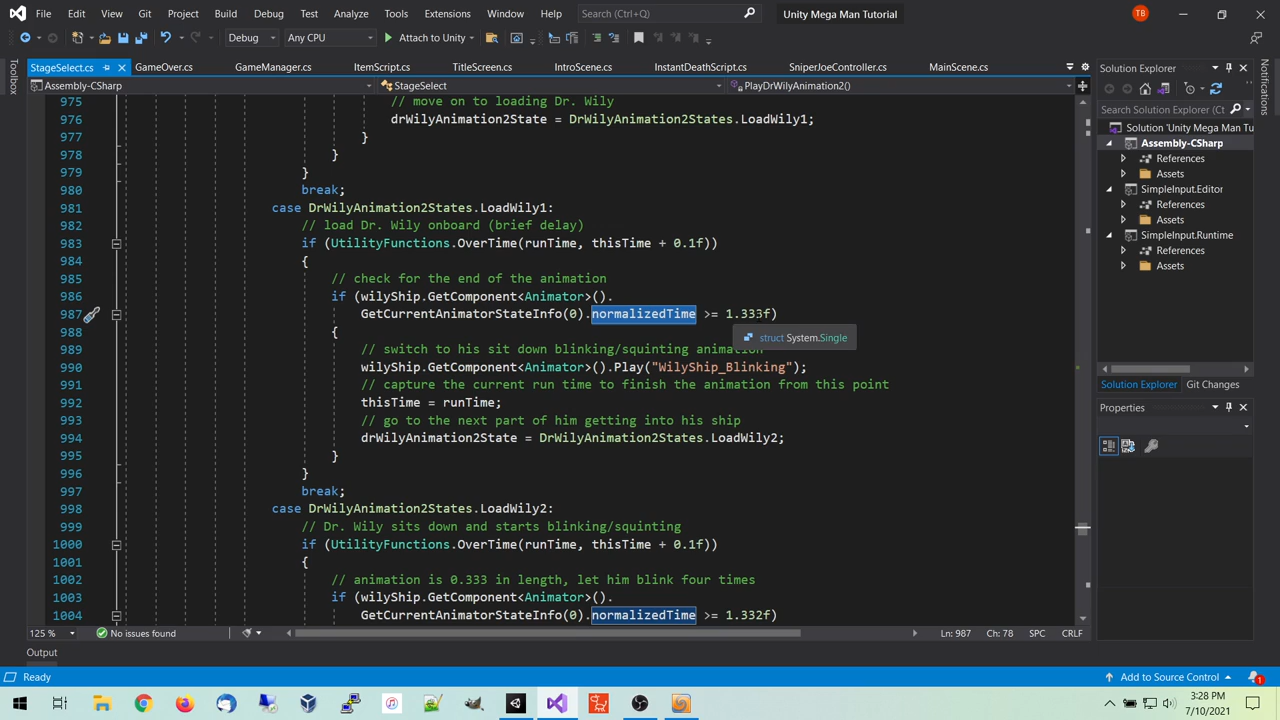 File Edit View Git Project Build Debug Test Analyze Tools Extensions Window Help Search (Ctrl+Q) Unity Mega Man Tutorial TB
Debug Any CPU Attach to Unity
StageSelect.cs GameOver.cs GameManager.cs ItemScript.cs TitleScreen.cs IntroScene.cs InstantDeathScript.cs SniperJoeController.cs MainScene.cs
Assembly-CSharp StageSelect PlayDrWilyAnimation2()
Toolbox
975 // move on to loading Dr. Wily
976 drWilyAnimation2State = DrWilyAnimation2States.LoadWily1;
977 }
978 }
979 }
980 break;
981 case DrWilyAnimation2States.LoadWily1:
982 // load Dr. Wily onboard (brief delay)
983 if (UtilityFunctions.OverTime(runTime, thisTime + 0.1f))
984 {
985 // check for the end of the animation
986 if (wilyShip.GetComponent<Animator>().
987 GetCurrentAnimatorStateInfo(0).normalizedTime >= 1.333f)
988 {
struct System.Single
989 // switch to his sit down blinking/squinting animation
990 wilyShip.GetComponent<Animator>().Play("WilyShip_Blinking");
991 // capture the current run time to finish the animation from this point
992 thisTime = runTime;
993 // go to the next part of him getting into his ship
994 drWilyAnimation2State = DrWilyAnimation2States.LoadWily2;
995 }
996 }
997 break;
998 case DrWilyAnimation2States.LoadWily2:
999 // Dr. Wily sits down and starts blinking/squinting
1000 if (UtilityFunctions.OverTime(runTime, thisTime + 0.1f))
1001 {
1002 // animation is 0.333 in length, let him blink four times
1003 if (wilyShip.GetComponent<Animator>().
1004 GetCurrentAnimatorStateInfo(0).normalizedTime >= 1.332f)
125 % No issues found Ln: 987 Ch: 78 SPC CRLF
Output
Solution Explorer
Search Solution Explorer (Ctrl
Solution 'Unity Mega Man Tu
Assembly-CSharp
References
Assets
SimpleInput.Editor
References
Assets
SimpleInput.Runtime
References
Assets
Solution Explorer Git Changes
Properties
Notifications
Ready Add to Source Control 1
3:28 PM
7/10/2021